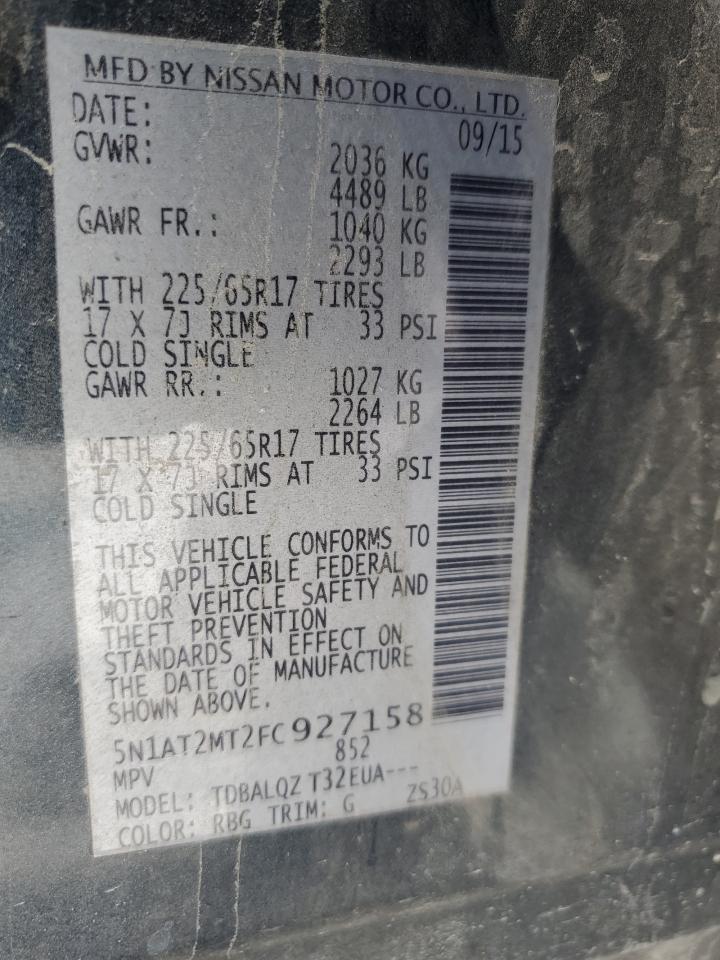 MFD BY NISSAN MOTOR CO., LTD.
DATE: 09/15
GVWR: 2036 KG
4489 LB
GAWR FR.: 1040 KG
2293 LB
WITH 225/65R17 TIRES
17 X 7J RIMS AT 33 PSI
COLD SINGLE
GAWR RR.: 1027 KG
2264 LB
WITH 225/65R17 TIRES
17 X 7J RIMS AT 33 PSI
COLD SINGLE
THIS VEHICLE CONFORMS TO
ALL APPLICABLE FEDERAL
MOTOR VEHICLE SAFETY AND
THEFT PREVENTION
STANDARDS IN EFFECT ON
THE DATE OF MANUFACTURE
SHOWN ABOVE.
5N1AT2MT2FC927158
MPV 852
MODEL: TDBALQZ T32EUA---
COLOR: RBG TRIM: G ZS30A